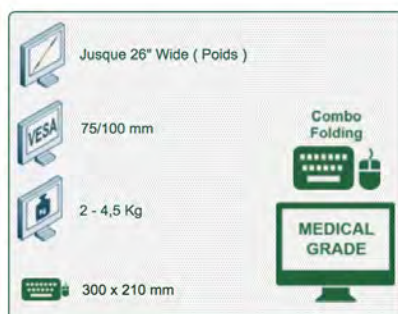 Jusque 26" Wide ( Poids )
VESA
75/100 mm
Kg
2 - 4,5 Kg
300 x 210 mm
Combo
Folding
MEDICAL
GRADE